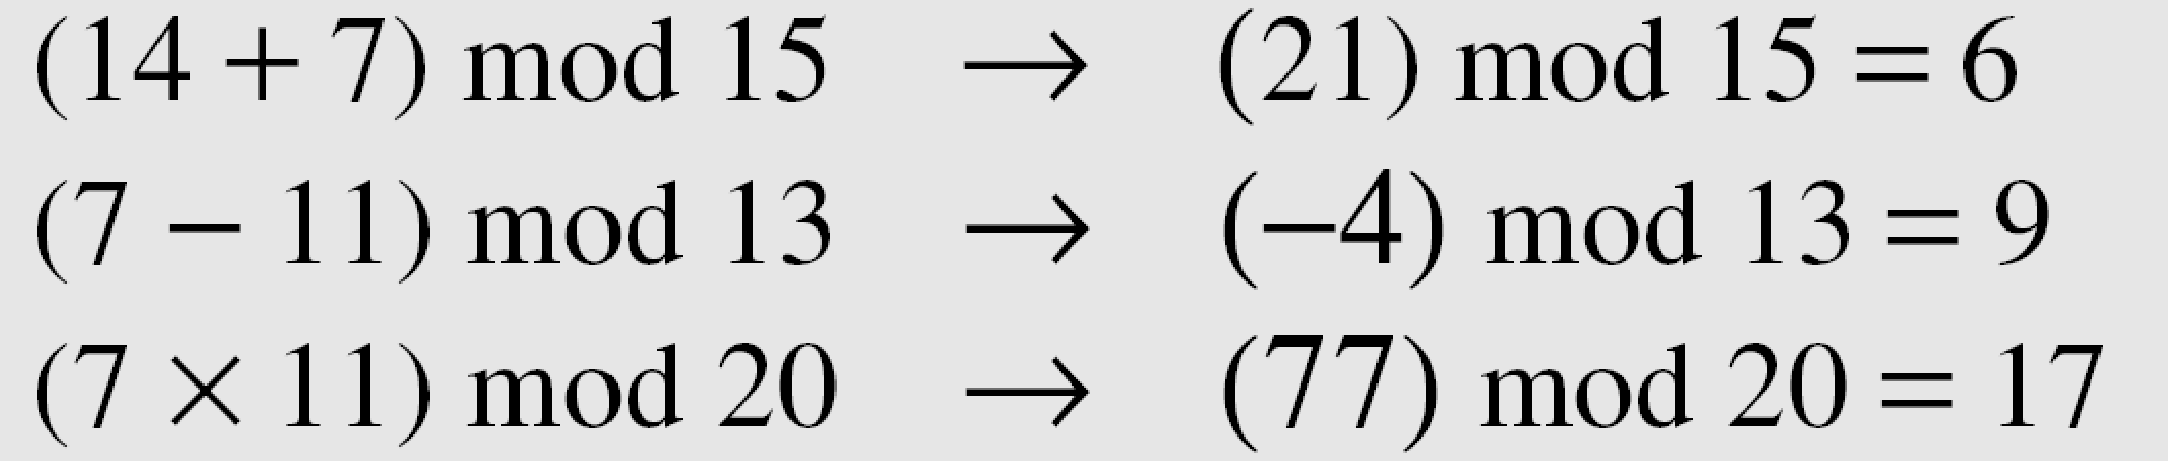 (14 + 7) mod 15 → (21) mod 15 = 6
(7 − 11) mod 13 → (−4) mod 13 = 9
(7 × 11) mod 20 → (77) mod 20 = 17